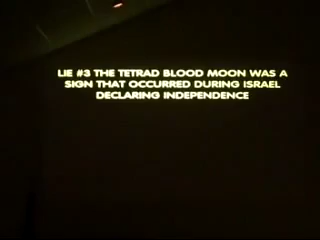 LIE #3 THE TETRAD BLOOD MOON WAS A
SIGN THAT OCCURRED DURING ISRAEL
DECLARING INDEPENDENCE